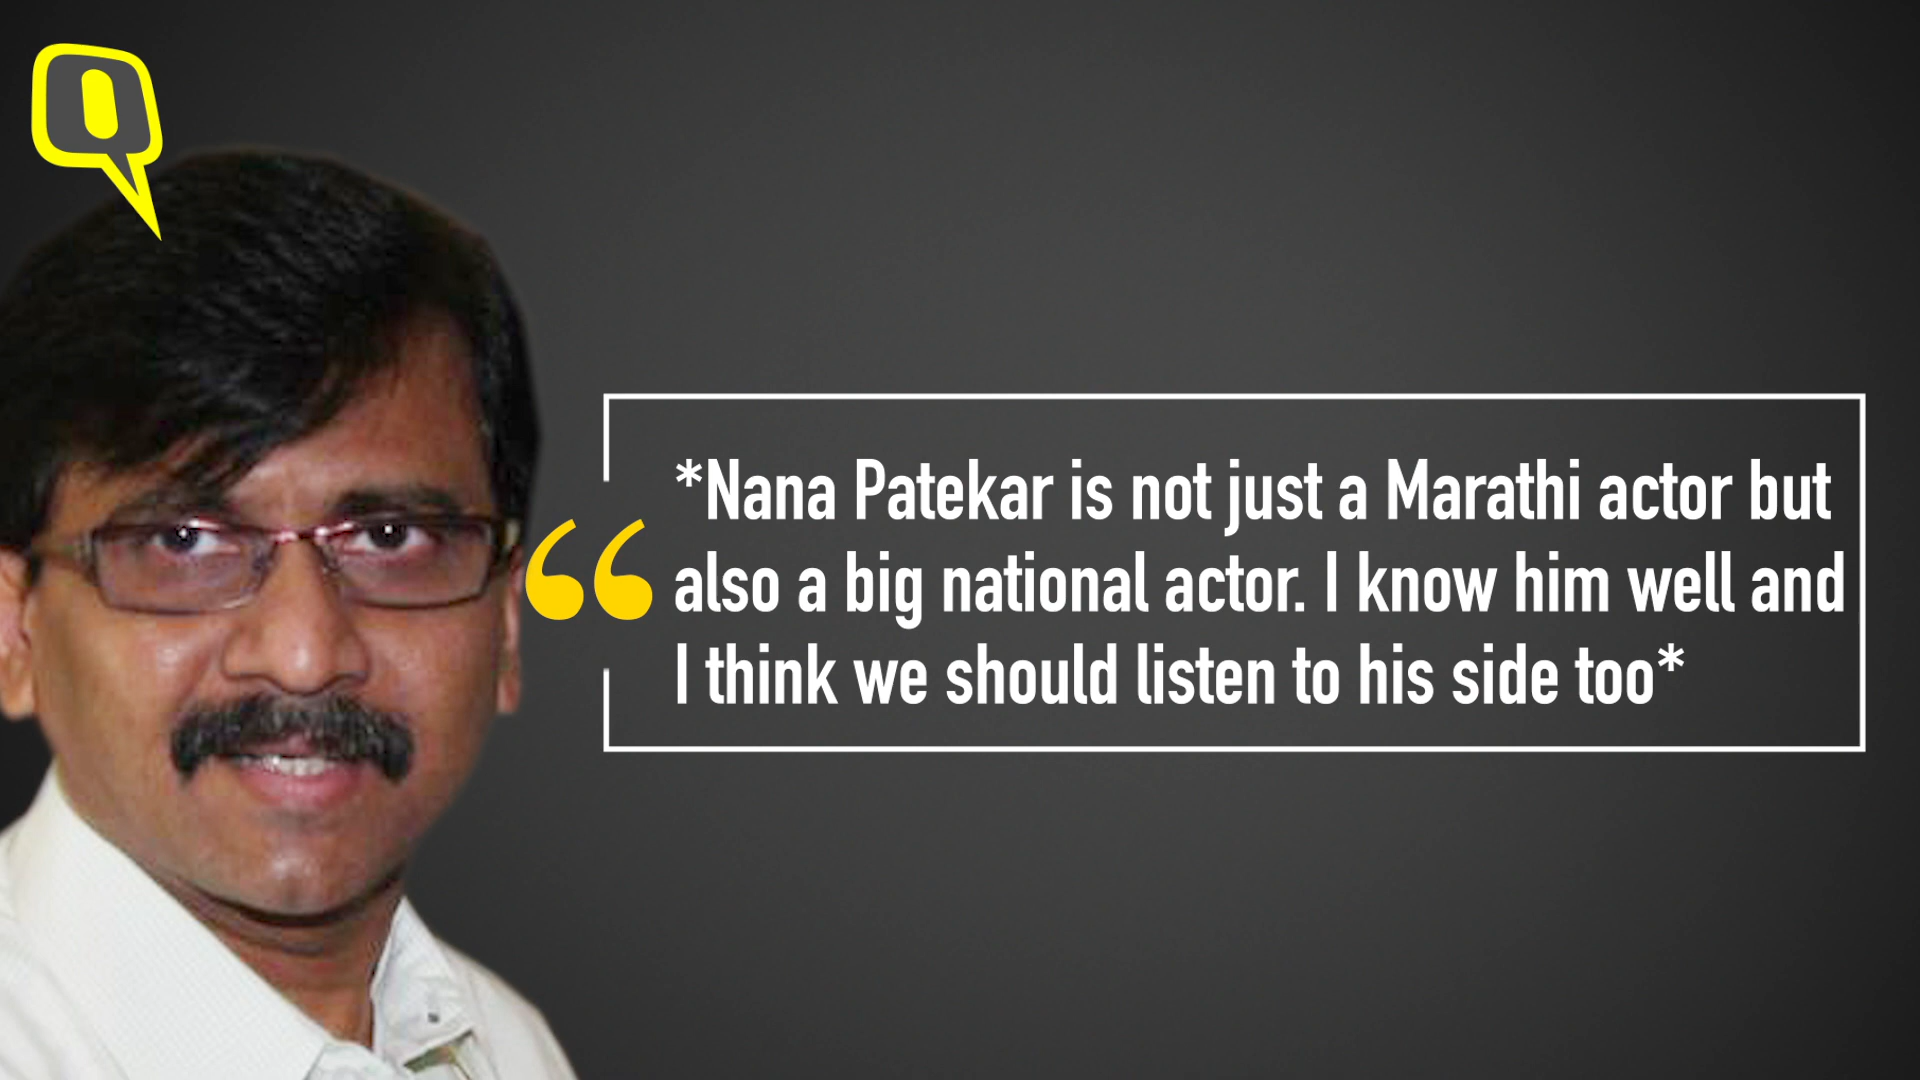 Q
*Nana Patekar is not just a Marathi actor but
also a big national actor. I know him well and
I think we should listen to his side too*